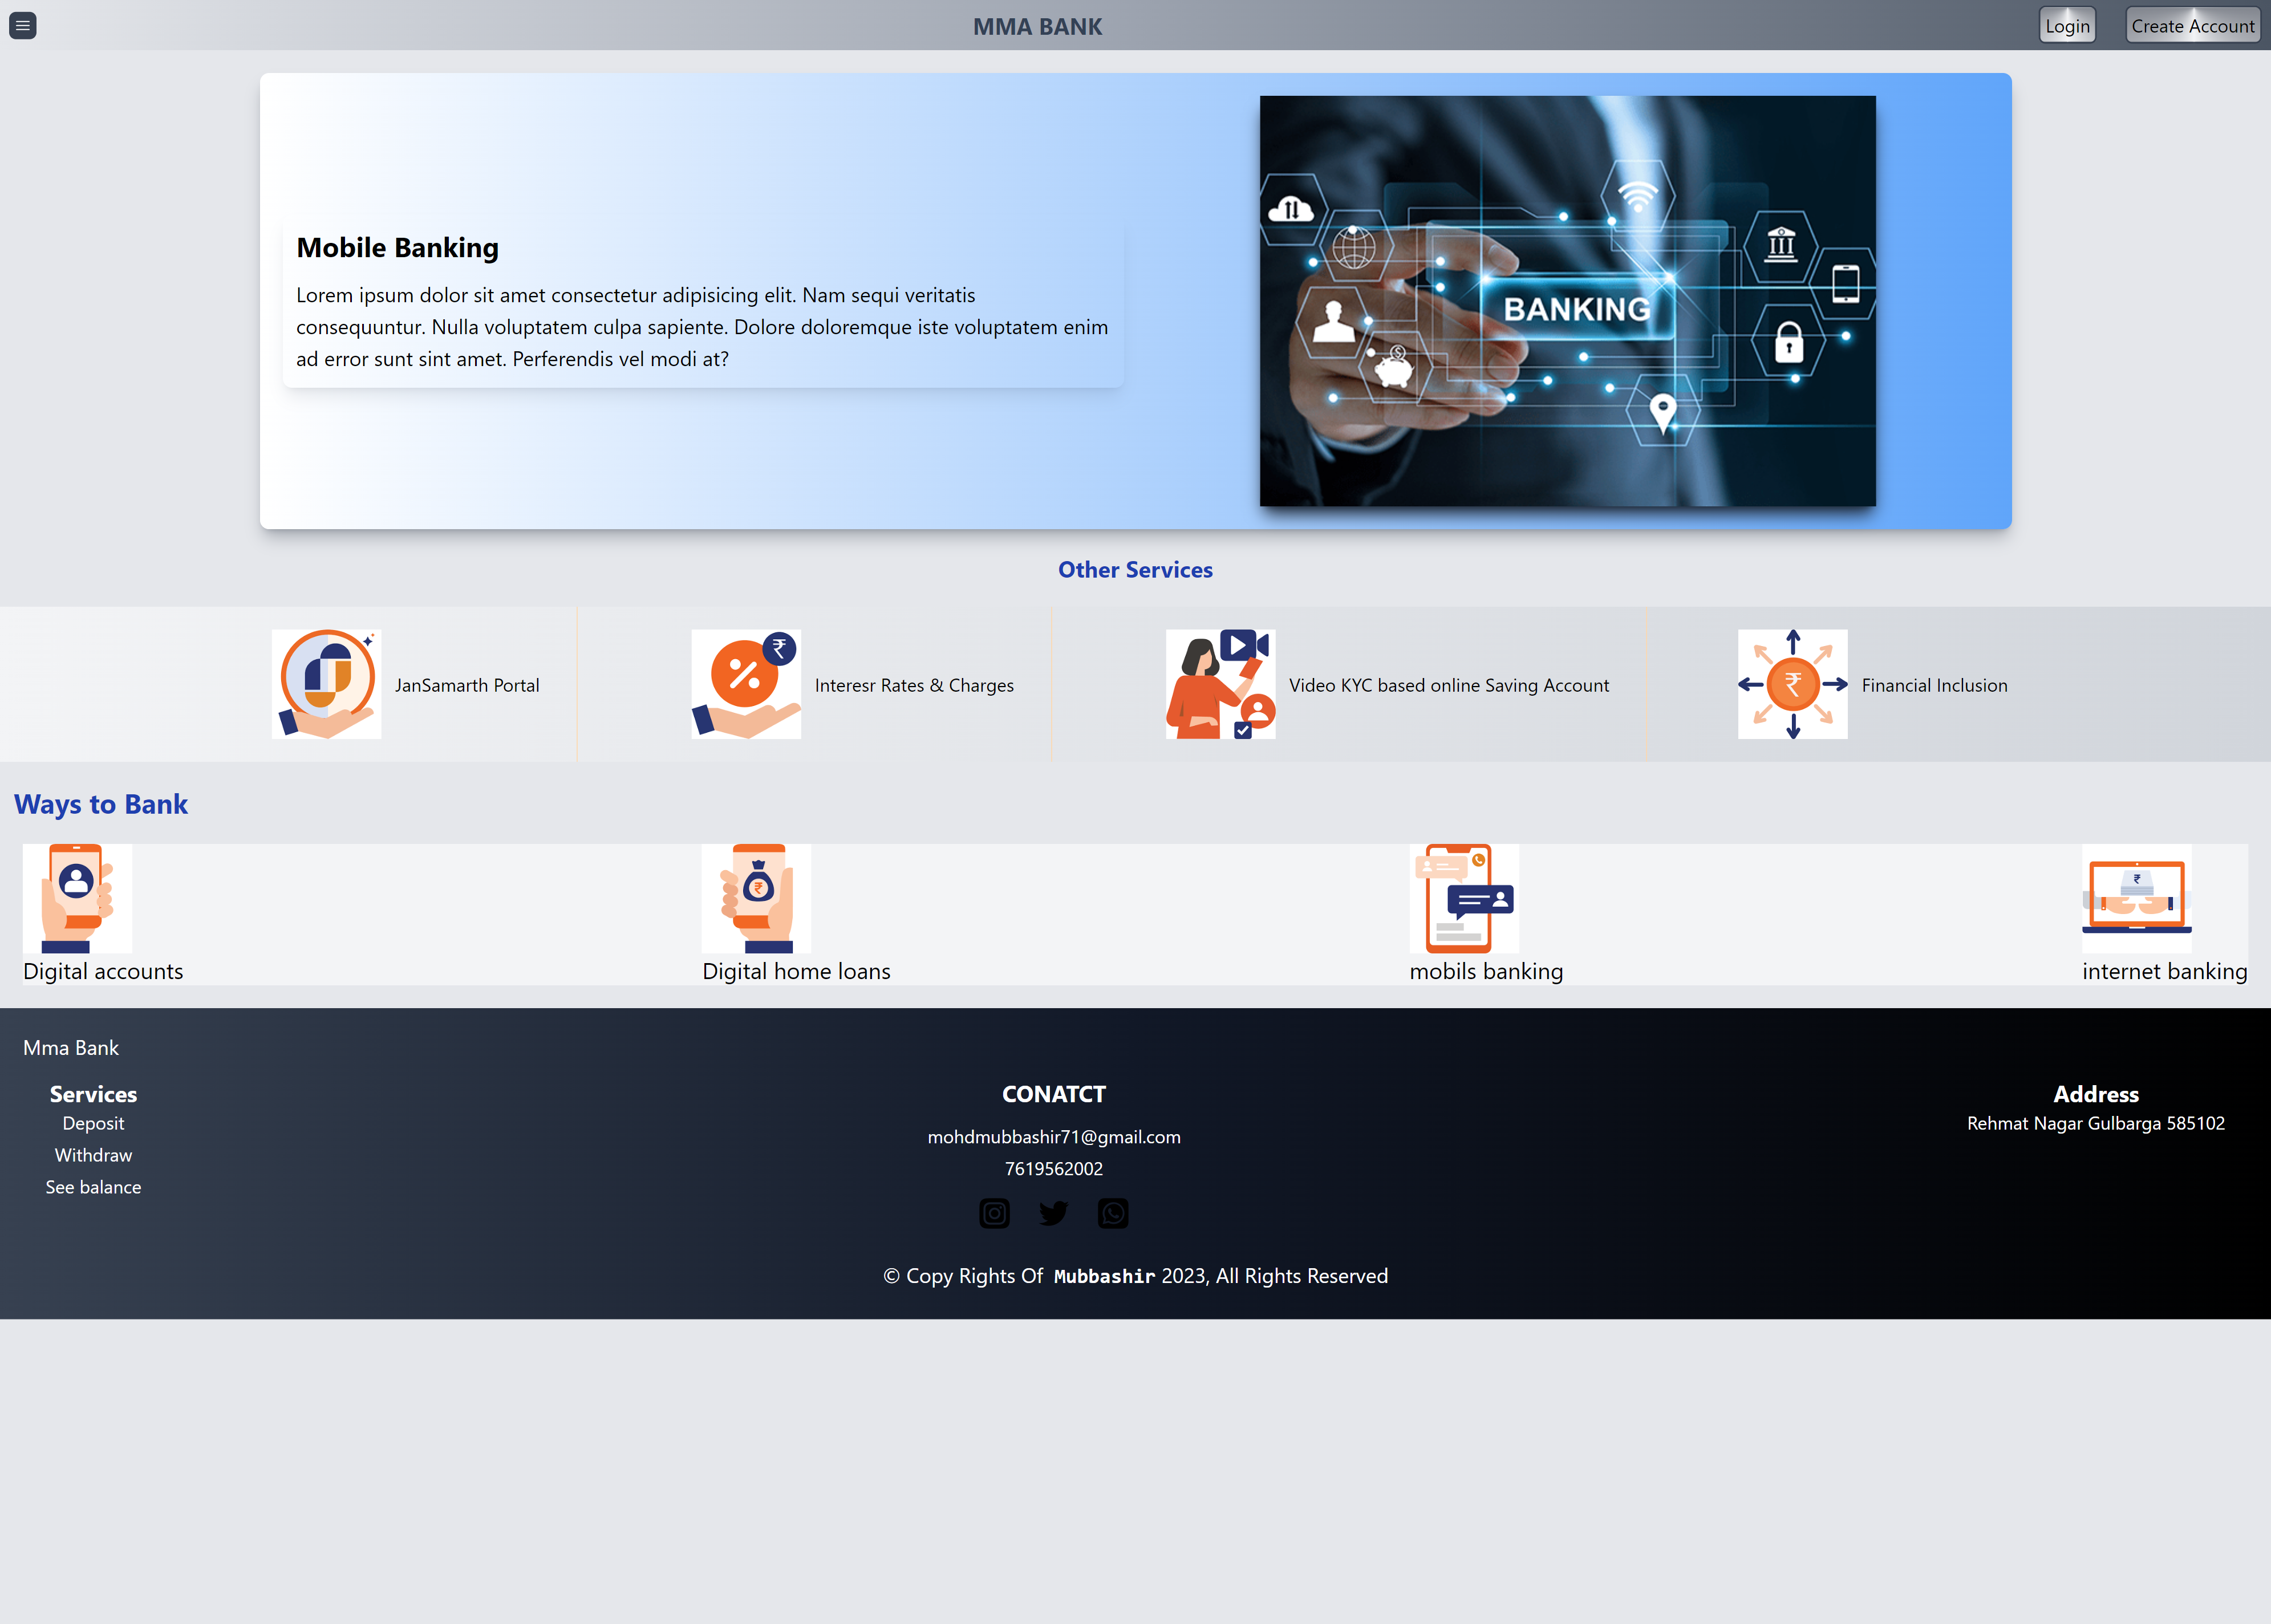 MMA BANK
Login
Create Account
Mobile Banking
Lorem ipsum dolor sit amet consectetur adipisicing elit. Nam sequi veritatis
consequuntur. Nulla voluptatem culpa sapiente. Dolore doloremque iste voluptatem enim
ad error sunt sint amet. Perferendis vel modi at?
BANKING
Other Services
JanSamarth Portal
Interesr Rates & Charges
Video KYC based online Saving Account
Financial Inclusion
Ways to Bank
Digital accounts
Digital home loans
mobils banking
internet banking
Mma Bank
Services
Deposit
Withdraw
See balance
CONATCT
mohdmubbashir71@gmail.com
7619562002
Address
Rehmat Nagar Gulbarga 585102
© Copy Rights Of Mubbashir 2023, All Rights Reserved